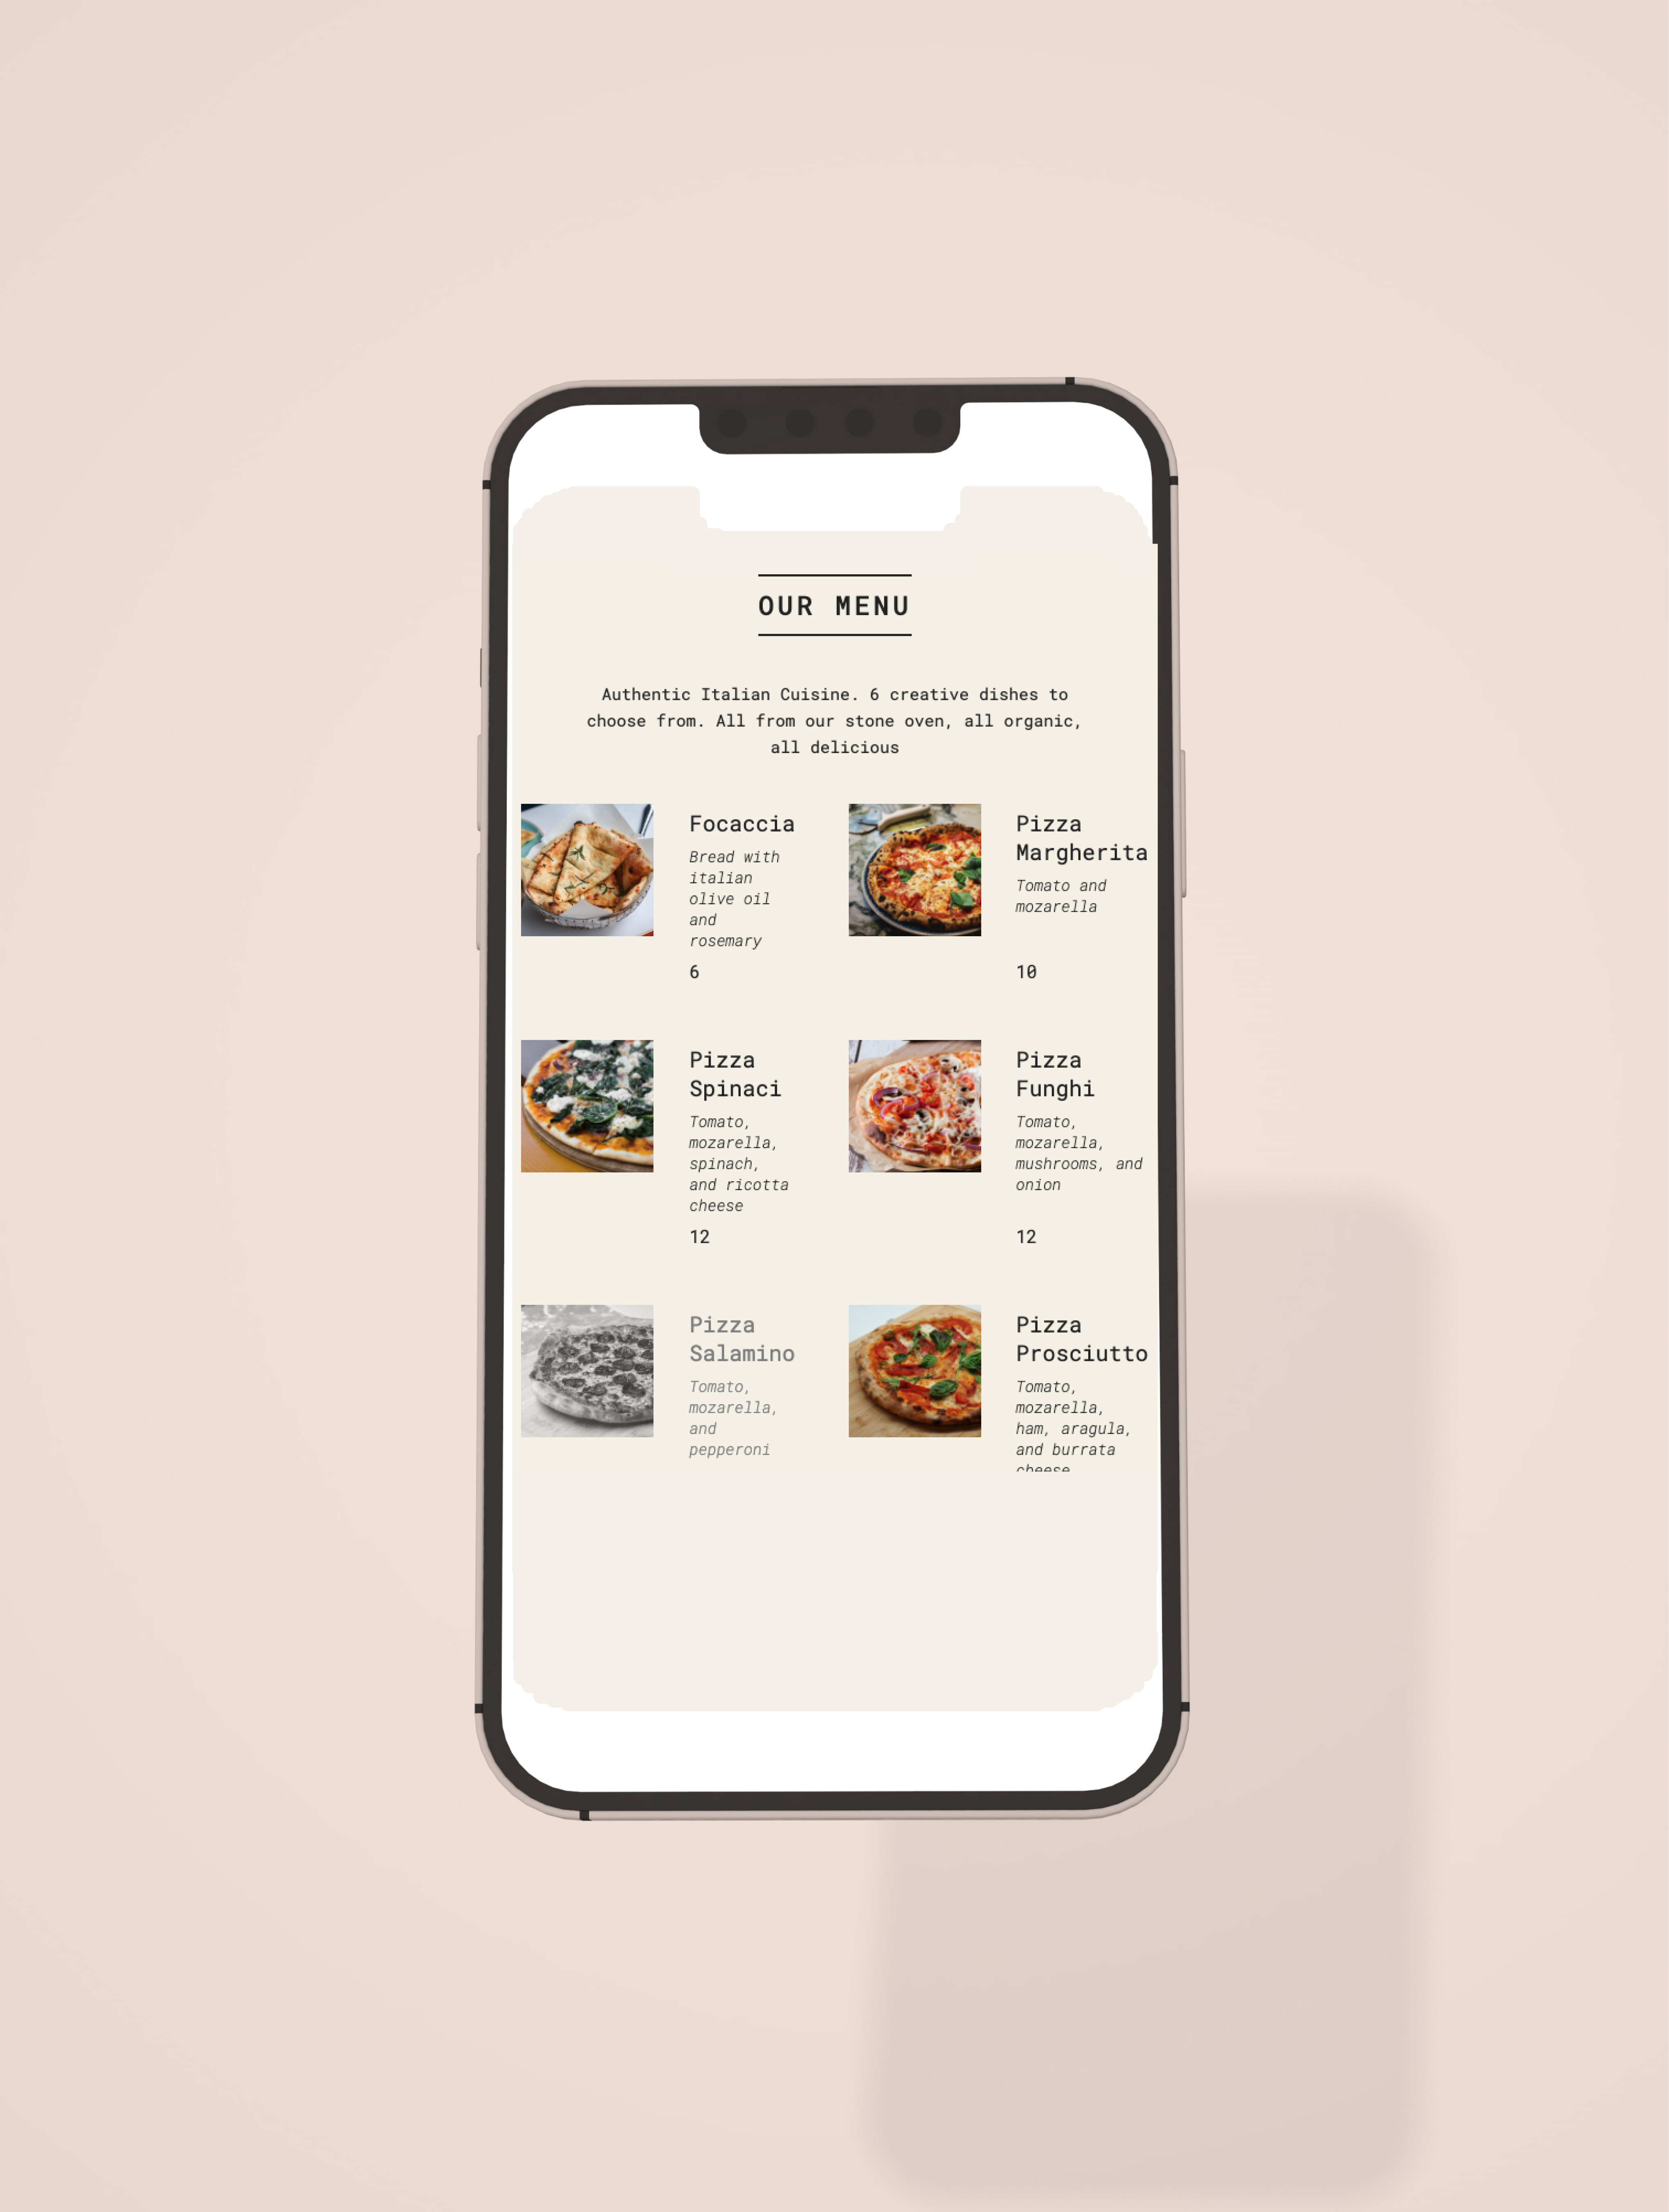 OUR MENU
Authentic Italian Cuisine. 6 creative dishes to
choose from. All from our stone oven, all organic,
all delicious
Focaccia
Bread with
italian
olive oil
and
rosemary
6
Pizza
Margherita
Tomato and
mozarella
10
Pizza
Spinaci
Tomato,
mozarella,
spinach,
and ricotta
cheese
12
Pizza
Funghi
Tomato,
mozarella,
mushrooms, and
onion
12
Pizza
Salamino
Tomato,
mozarella,
and
pepperoni
Pizza
Prosciutto
Tomato,
mozarella,
ham, aragula,
and burrata
cheese